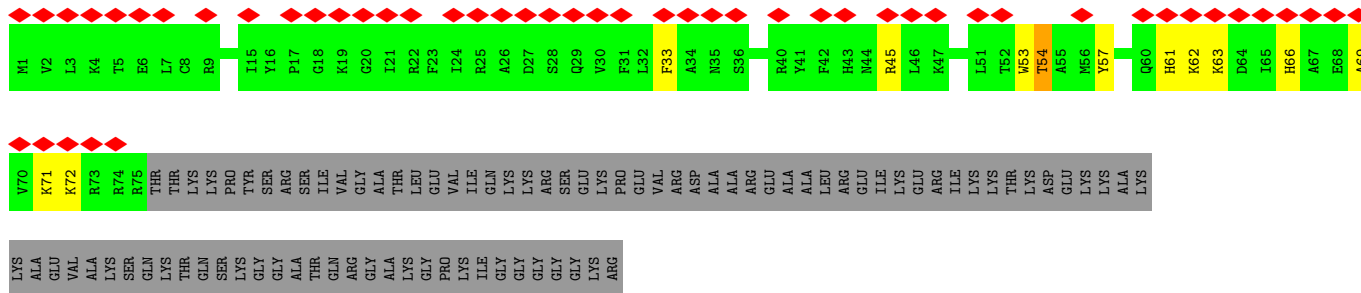 M1 V2 L3 K4 T5 E6 L7 C8 R9 I15 Y16 P17 G18 K19 G20 I21 R22 F23 I24 R25 A26 D27 S28 Q29 V30 F31 L32 F33 A34 N35 S36 R40 Y41 F42 H43 N44 R45 L46 K47 L51 T52 W53 T54 A55 M56 Y57 Q60 H61 K62 K63 D64 I65 H66 A67 E68 A69
V70 K71 K72 R73 R74 R75 THR THR LYS LYS PRO TYR SER ARG SER ILE VAL GLY ALA THR LEU GLU VAL ILE GLN LYS LYS ARG SER GLU LYS PRO GLU VAL ARG ASP ALA ALA ARG GLU ALA ALA LEU ARG GLU ILE LYS GLU ARG ILE LYS LYS THR LYS ASP GLU LYS LYS ALA LYS
LYS ALA GLU VAL ALA LYS SER GLN LYS THR GLN SER LYS GLY GLY ALA THR GLN ARG GLY ALA LYS GLY PRO LYS ILE GLY GLY GLY GLY GLY LYS ARG